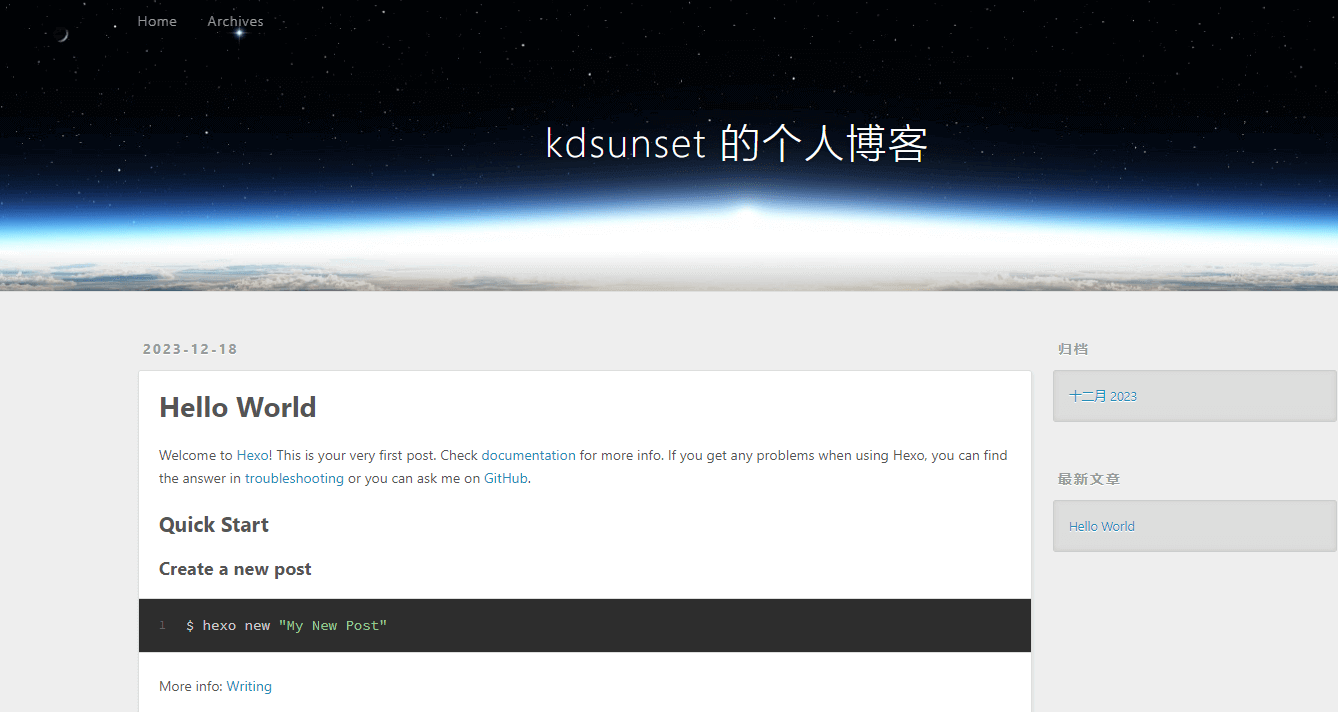 Home Archives
kdsunset 的个人博客
2023-12-18
Hello World
Welcome to Hexo! This is your very first post. Check documentation for more info. If you get any problems when using Hexo, you can find
the answer in troubleshooting or you can ask me on GitHub.
Quick Start
Create a new post
1 $ hexo new "My New Post"
More info: Writing
归档
十二月 2023
最新文章
Hello World